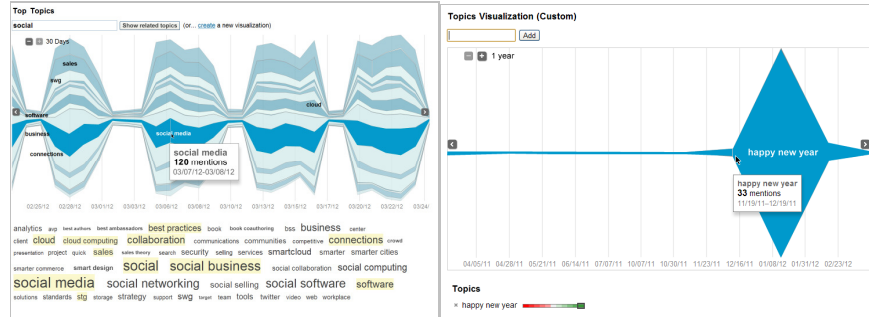 Top Topics
social
Show related topics (or... create a new visualization)
30 Days
sales
swg
cloud
software
business
social media
connections
social media
120 mentions
03/07/12-03/08/12
02/25/12 02/28/12 03/01/12 03/04/12 03/06/12 03/08/12 03/10/12 03/13/12 03/15/12 03/17/12 03/20/12 03/22/12 03/24/
analytics avp best authors best ambassadors best practices book book coauthoring bss business center
client cloud cloud computing collaboration communications communities competitive connections crowd
presentation project quick sales sales theory search security selling services smartcloud smarter smarter cities
smarter commerce smart design social social business social collaboration social computing
social media social networking social selling social software software
solutions standards stg storage strategy support swg target team tools twitter video web workplace
Topics Visualization (Custom)
Add
1 year
happy new year
happy new year
33 mentions
11/19/11-12/19/11
04/05/11 04/28/11 05/21/11 06/14/11 07/07/11 10/07/11 10/30/11 11/23/11 12/16/11 01/08/12 01/31/12 02/23/12
Topics
× happy new year